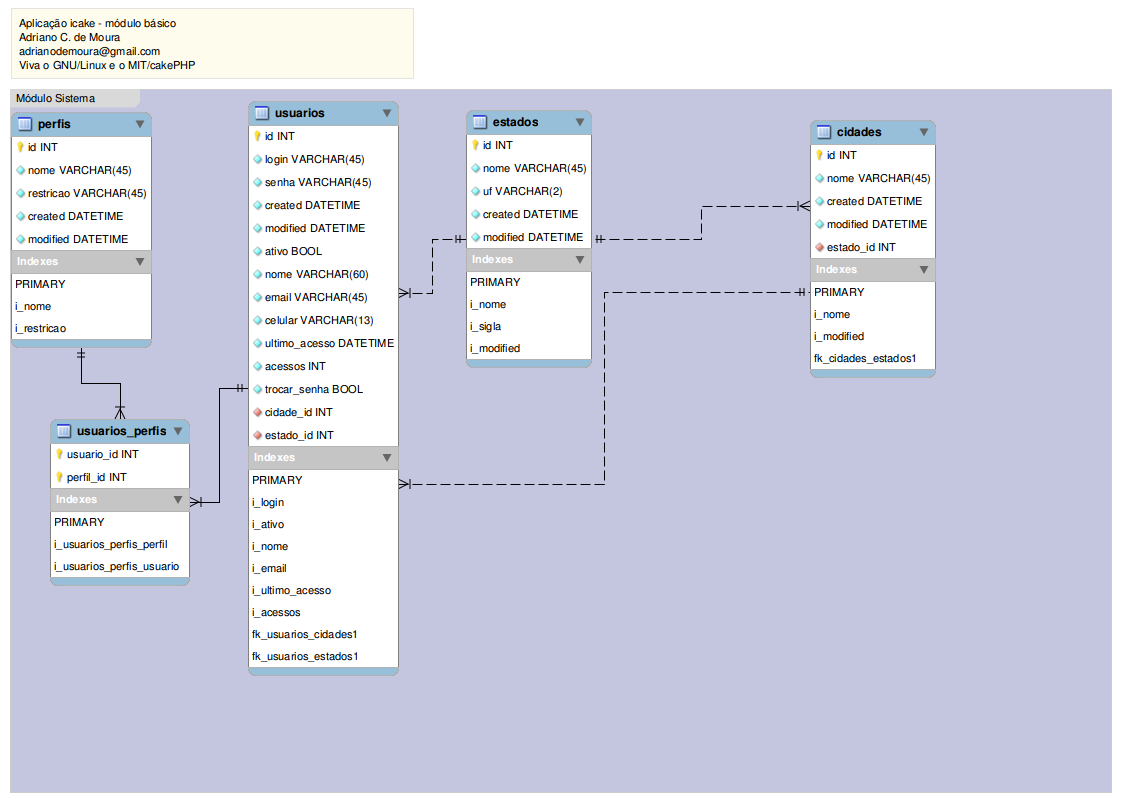 Aplicação icake - módulo básico
Adriano C. de Moura
adrianodemoura@gmail.com
Viva o GNU/Linux e o MIT/cakePHP
Módulo Sistema
perfis
id INT
nome VARCHAR(45)
restricao VARCHAR(45)
created DATETIME
modified DATETIME
Indexes
PRIMARY
i_nome
i_restricao
usuarios_perfis
usuario_id INT
perfil_id INT
Indexes
PRIMARY
i_usuarios_perfis_perfil
i_usuarios_perfis_usuario
usuarios
id INT
login VARCHAR(45)
senha VARCHAR(45)
created DATETIME
modified DATETIME
ativo BOOL
nome VARCHAR(60)
email VARCHAR(45)
celular VARCHAR(13)
ultimo_acesso DATETIME
acessos INT
trocar_senha BOOL
cidade_id INT
estado_id INT
Indexes
PRIMARY
i_login
i_ativo
i_nome
i_email
i_ultimo_acesso
i_acessos
fk_usuarios_cidades1
fk_usuarios_estados1
estados
id INT
nome VARCHAR(45)
uf VARCHAR(2)
created DATETIME
modified DATETIME
Indexes
PRIMARY
i_nome
i_sigla
i_modified
cidades
id INT
nome VARCHAR(45)
created DATETIME
modified DATETIME
estado_id INT
Indexes
PRIMARY
i_nome
i_modified
fk_cidades_estados1